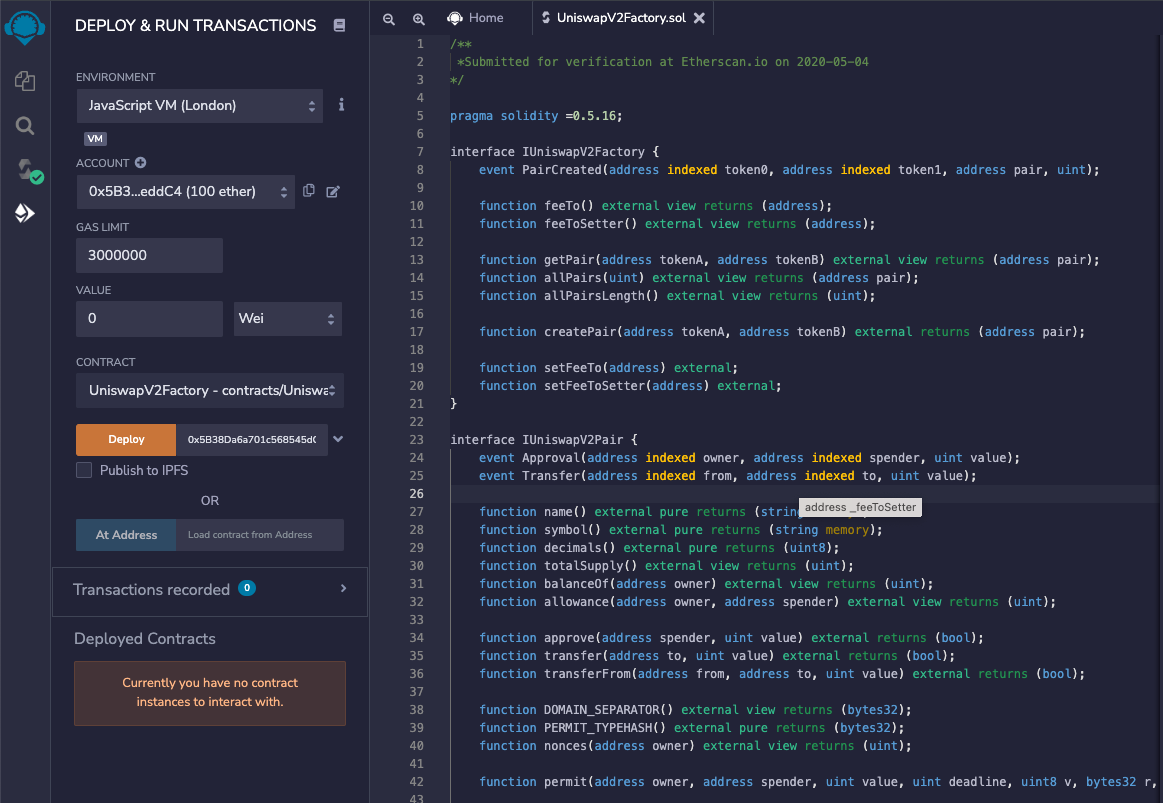 DEPLOY & RUN TRANSACTIONS
ENVIRONMENT
JavaScript VM (London)
VM
ACCOUNT
0x5B3...eddC4 (100 ether)
GAS LIMIT
3000000
VALUE
0
Wei
CONTRACT
UniswapV2Factory - contracts/Uniswa
Deploy
0x5B38Da6a701c568545d
Publish to IPFS
OR
At Address
Load contract from Address
Transactions recorded 0
Deployed Contracts
Currently you have no contract
instances to interact with.
Home
UniswapV2Factory.sol
1 /**
2 *Submitted for verification at Etherscan.io on 2020-05-04
3 */
4
5 pragma solidity =0.5.16;
6
7 interface IUniswapV2Factory {
8 event PairCreated(address indexed token0, address indexed token1, address pair, uint);
9
10 function feeTo() external view returns (address);
11 function feeToSetter() external view returns (address);
12
13 function getPair(address tokenA, address tokenB) external view returns (address pair);
14 function allPairs(uint) external view returns (address pair);
15 function allPairsLength() external view returns (uint);
16
17 function createPair(address tokenA, address tokenB) external returns (address pair);
18
19 function setFeeTo(address) external;
20 function setFeeToSetter(address) external;
21 }
22
23 interface IUniswapV2Pair {
24 event Approval(address indexed owner, address indexed spender, uint value);
25 event Transfer(address indexed from, address indexed to, uint value);
26
address _feeToSetter
27 function name() external pure returns (string
28 function symbol() external pure returns (string memory);
29 function decimals() external pure returns (uint8);
30 function totalSupply() external view returns (uint);
31 function balanceOf(address owner) external view returns (uint);
32 function allowance(address owner, address spender) external view returns (uint);
33
34 function approve(address spender, uint value) external returns (bool);
35 function transfer(address to, uint value) external returns (bool);
36 function transferFrom(address from, address to, uint value) external returns (bool);
37
38 function DOMAIN_SEPARATOR() external view returns (bytes32);
39 function PERMIT_TYPEHASH() external pure returns (bytes32);
40 function nonces(address owner) external view returns (uint);
41
42 function permit(address owner, address spender, uint value, uint deadline, uint8 v, bytes32 r,
43